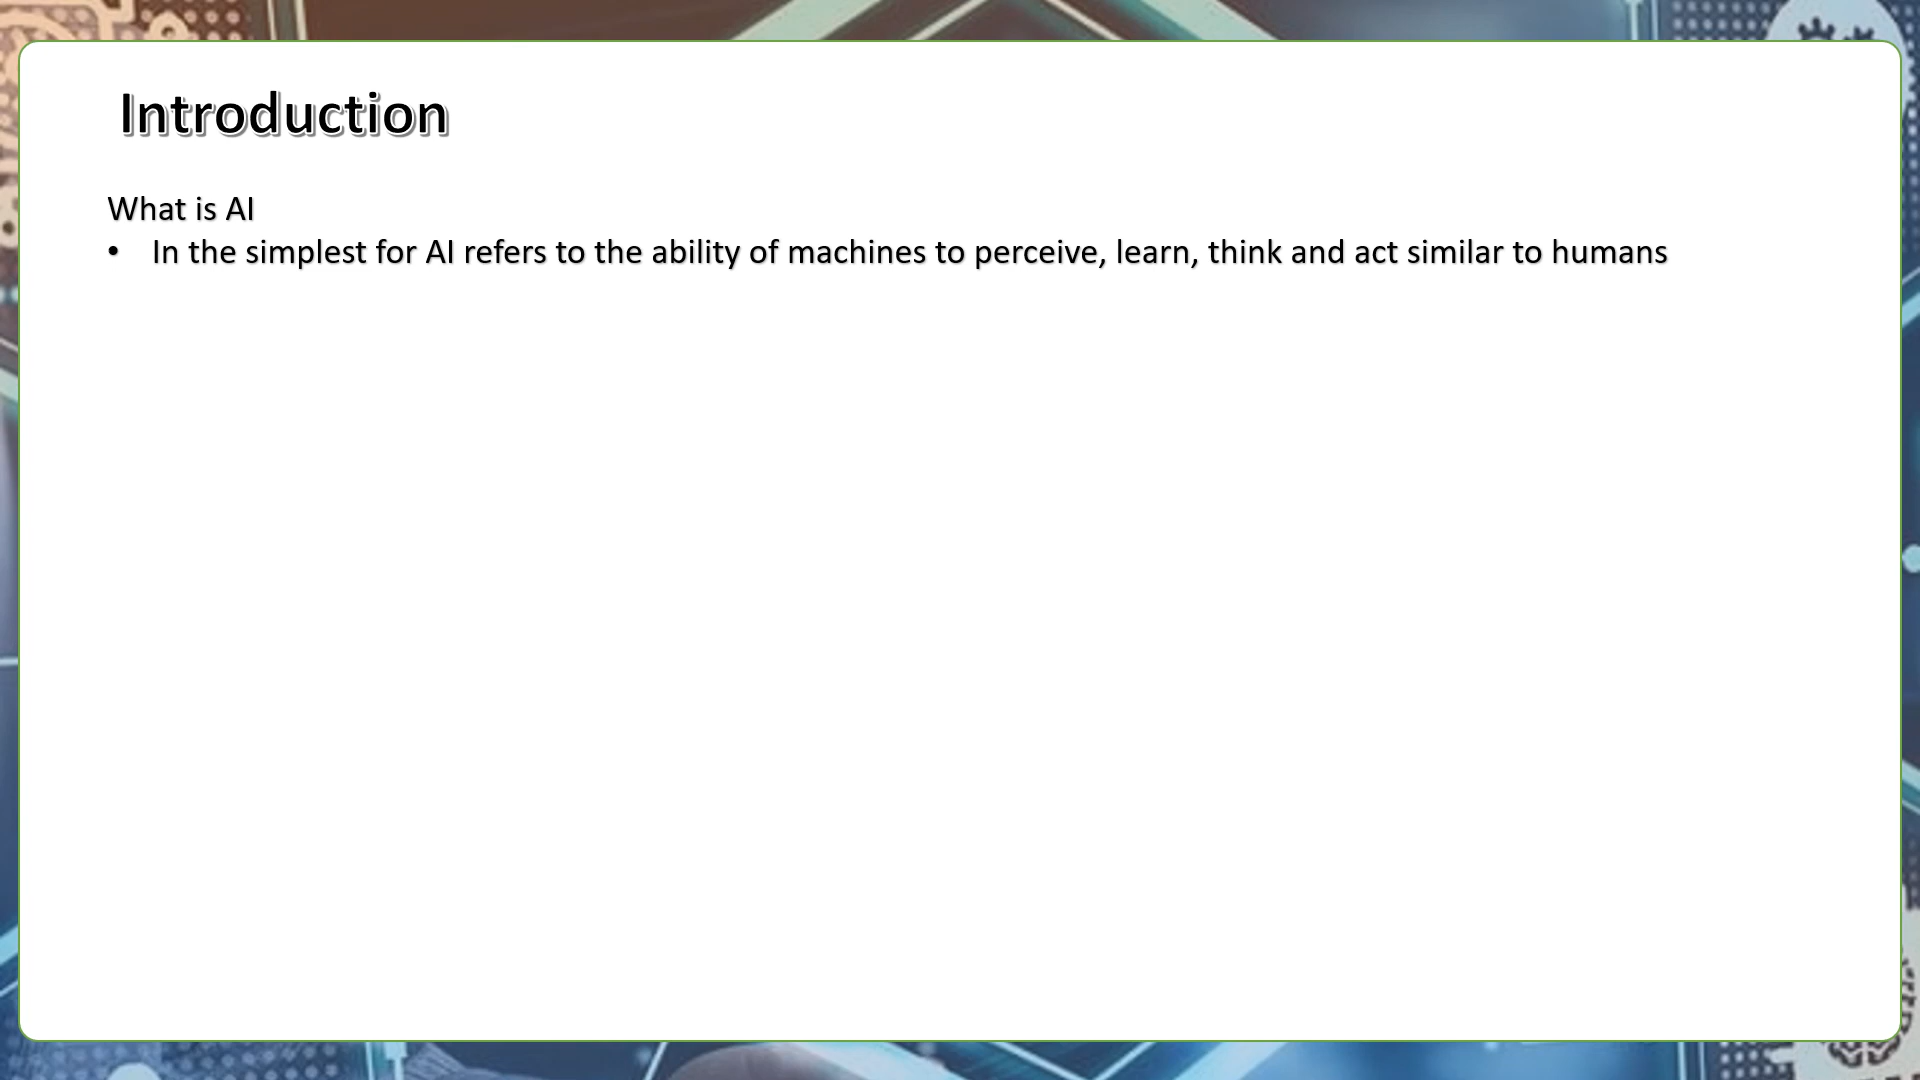 Introduction
What is AI
• In the simplest for AI refers to the ability of machines to perceive, learn, think and act similar to humans